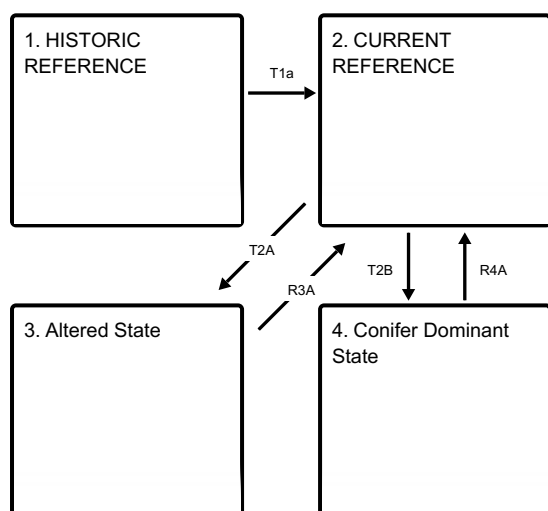 1. HISTORIC
REFERENCE
T1a
2. CURRENT
REFERENCE
T2A
R3A
T2B
R4A
3. Altered State
4. Conifer Dominant
State